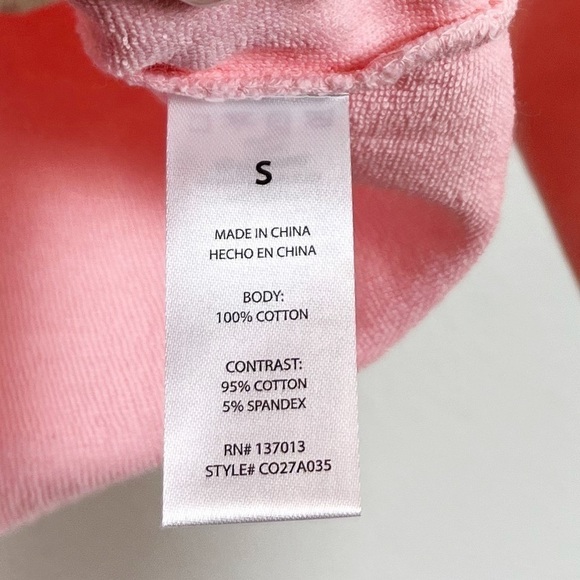 S
MADE IN CHINA
HECHO EN CHINA
BODY:
100% COTTON
CONTRAST:
95% COTTON
5% SPANDEX
RN# 137013
STYLE# CO27A035